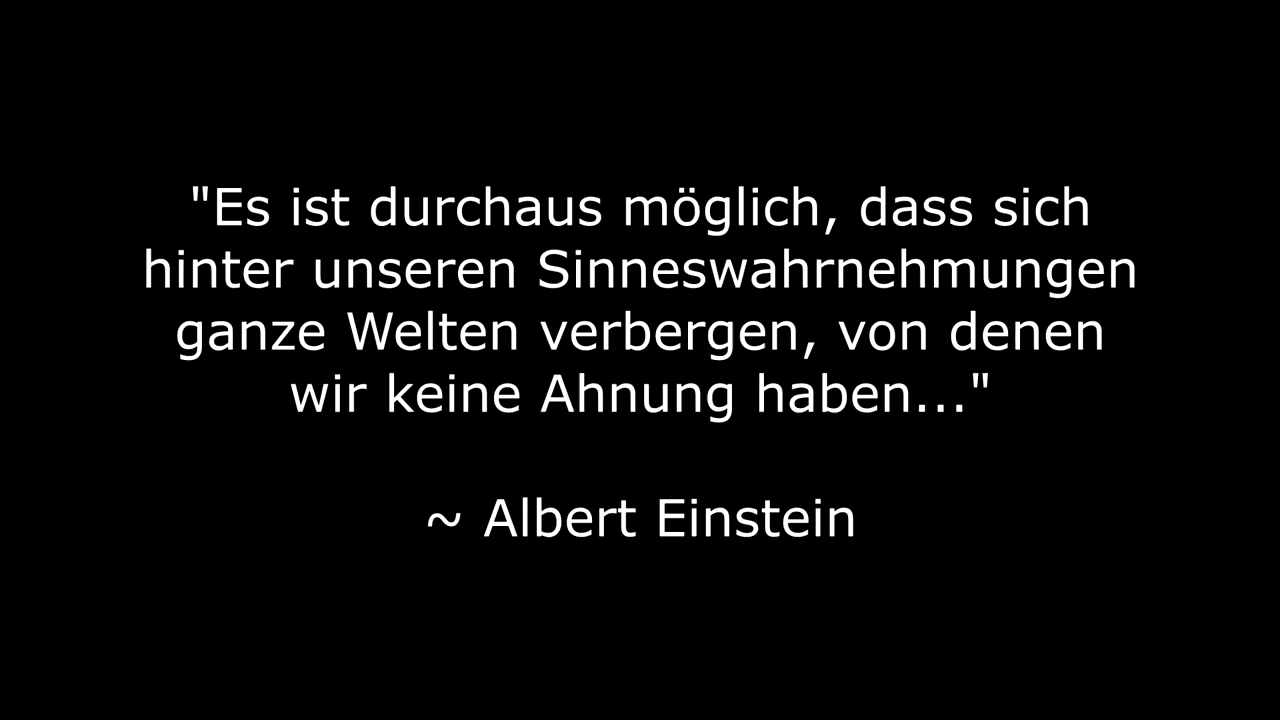 "Es ist durchaus möglich, dass sich
hinter unseren Sinneswahrnehmungen
ganze Welten verbergen, von denen
wir keine Ahnung haben..."
~ Albert Einstein